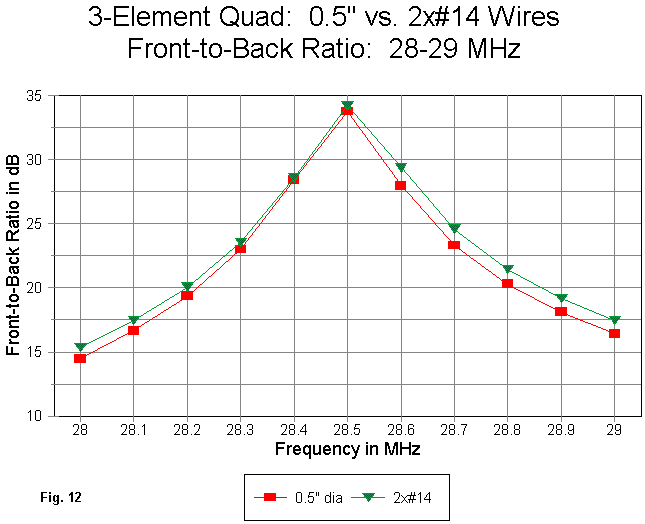 3-Element Quad:  0.5" vs. 2x#14 Wires
Front-to-Back Ratio:  28-29 MHz
Front-to-Back Ratio in dB
35
30
25
20
15
10
28 28.1 28.2 28.3 28.4 28.5 28.6 28.7 28.8 28.9 29
Frequency in MHz
Fig. 12
0.5" dia 2x#14